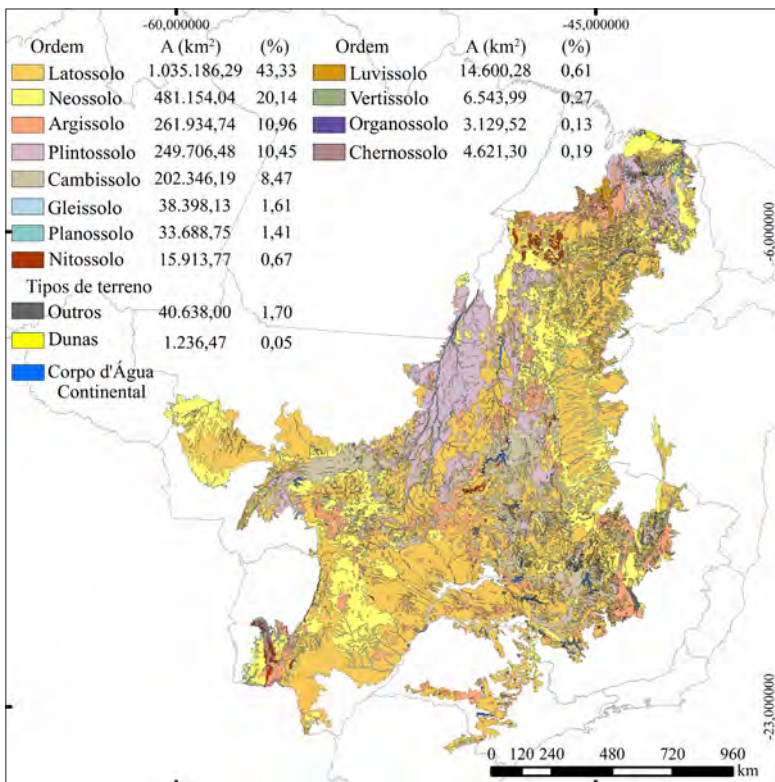 -60,000000 -45,000000
Ordem A (km²) (%) Ordem A (km²) (%)
Latossolo 1.035.186,29 43,33 Luvissolo 14.600,28 0,61
Neossolo 481.154,04 20,14 Vertissolo 6.543,99 0,27
Argissolo 261.934,74 10,96 Organossolo 3.129,52 0,13
Plintossolo 249.706,48 10,45 Chernossolo 4.621,30 0,19
Cambissolo 202.346,19 8,47
Gleissolo 38.398,13 1,61
Planossolo 33.688,75 1,41
Nitossolo 15.913,77 0,67
-6,000000
Tipos de terreno
Outros 40.638,00 1,70
Dunas 1.236,47 0,05
Corpo d'Água
Continental
-23,000000
0 120 240 480 720 960
km